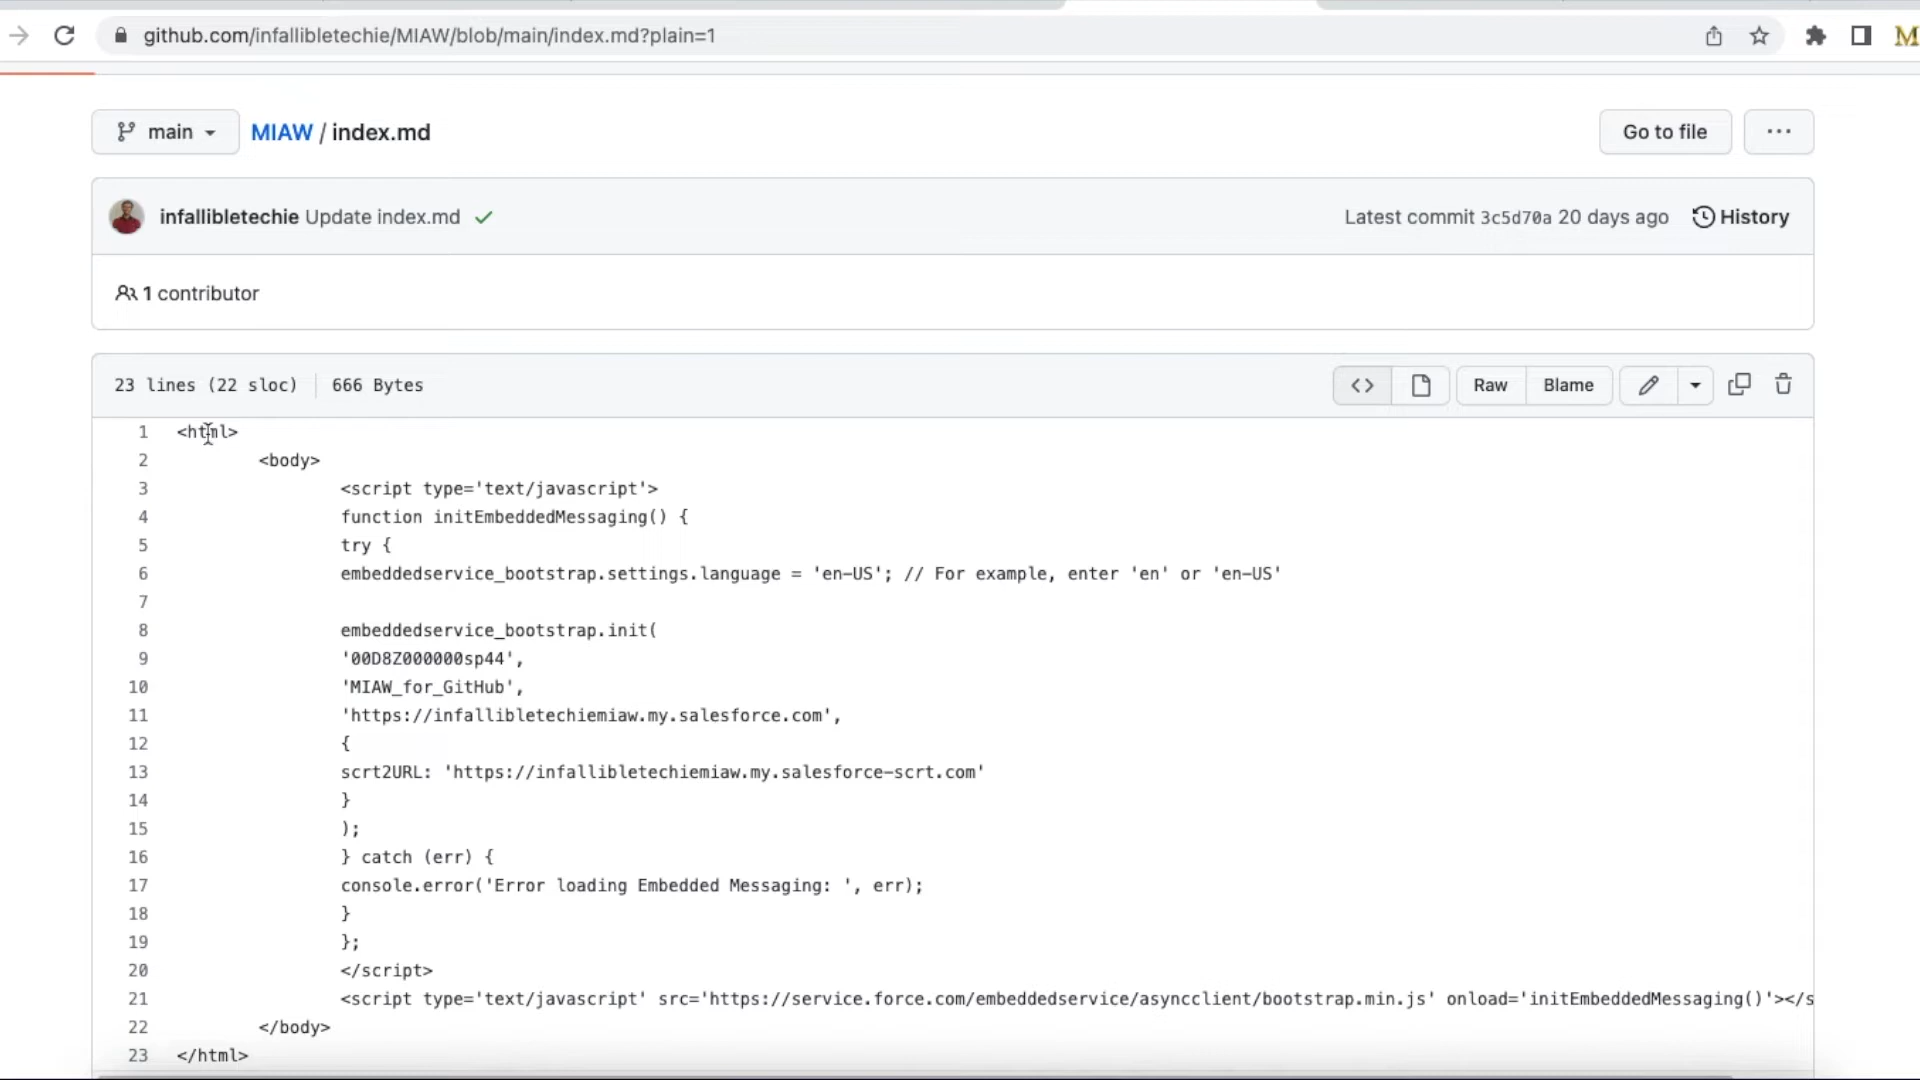 github.com/infallibletechie/MIAW/blob/main/index.md?plain=1
M
main MIAW / index.md Go to file ...
infallibletechie Update index.md Latest commit 3c5d70a 20 days ago History
1 contributor
23 lines (22 sloc) 666 Bytes Raw Blame
1 <html>
2 <body>
3 <script type='text/javascript'>
4 function initEmbeddedMessaging() {
5 try {
6 embeddedservice_bootstrap.settings.language = 'en-US'; // For example, enter 'en' or 'en-US'
7
8 embeddedservice_bootstrap.init(
9 '00D8Z000000sp44',
10 'MIAW_for_GitHub',
11 'https://infallibletechiemiaw.my.salesforce.com',
12 {
13 scrt2URL: 'https://infallibletechiemiaw.my.salesforce-scrt.com'
14 }
15 );
16 } catch (err) {
17 console.error('Error loading Embedded Messaging: ', err);
18 }
19 };
20 </script>
21 <script type='text/javascript' src='https://service.force.com/embeddedservice/asyncclient/bootstrap.min.js' onload='initEmbeddedMessaging()'></s
22 </body>
23 </html>